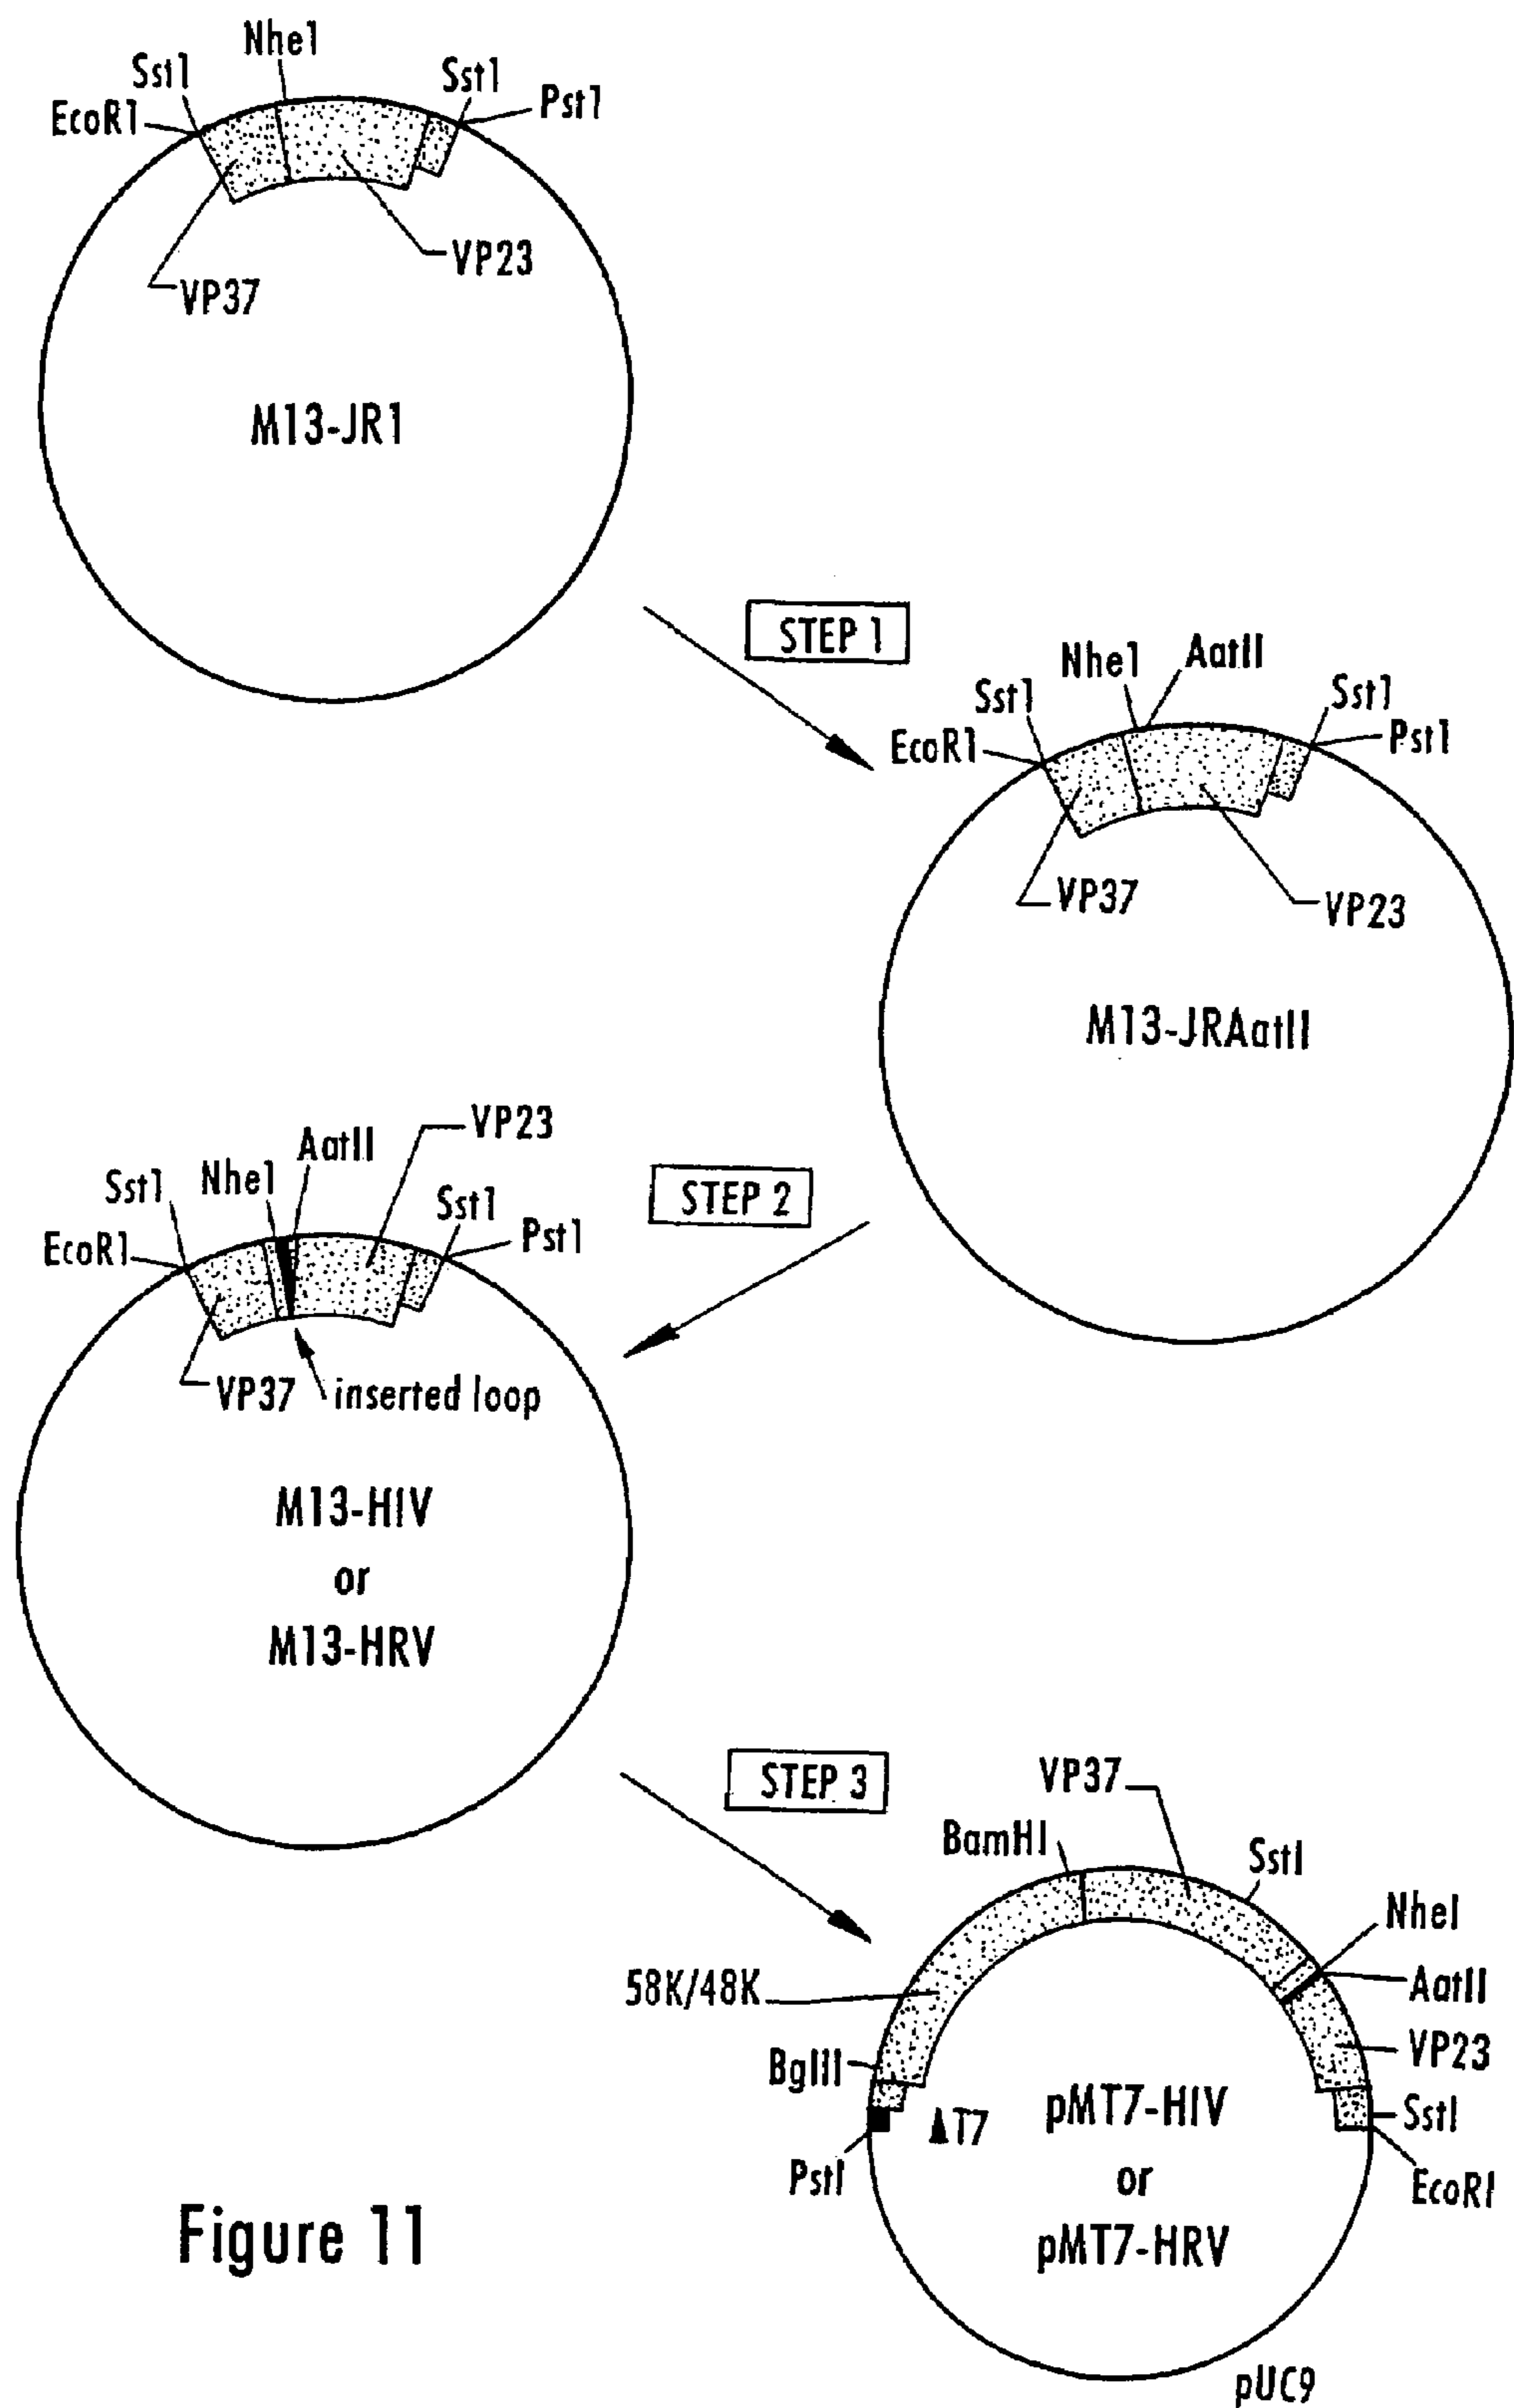 Nhe1
Sst1
Sst1
EcoR1
Pst1
VP23
VP37
M13-JR1
STEP 1
Nhe1
AatII
Sst1
Sst1
EcoR1
Pst1
VP37
VP23
M13-JRAatII
VP23
AatII
Nhe1
Sst1
Sst1
EcoR1
Pst1
STEP 2
VP37
inserted loop
M13-HIV
or
M13-HRV
STEP 3
VP37
BamHI
SstI
NheI
AatII
58K/48K
VP23
BglII
SstI
T7
PstI
EcoRI
pMT7-HIV
or
pMT7-HRV
pUC9
Figure 11